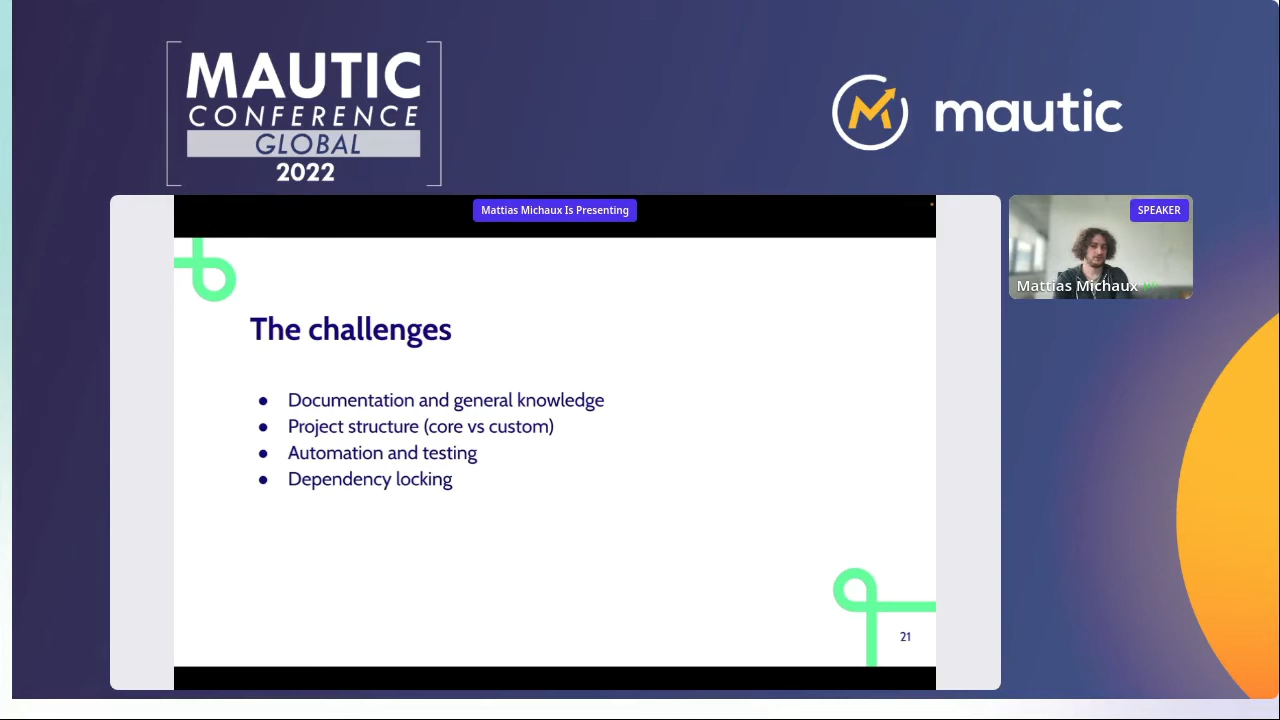 MAUTIC
CONFERENCE
GLOBAL
2022
mautic
Mattias Michaux Is Presenting
SPEAKER
Mattias Michaux
The challenges
● Documentation and general knowledge
● Project structure (core vs custom)
● Automation and testing
● Dependency locking
21